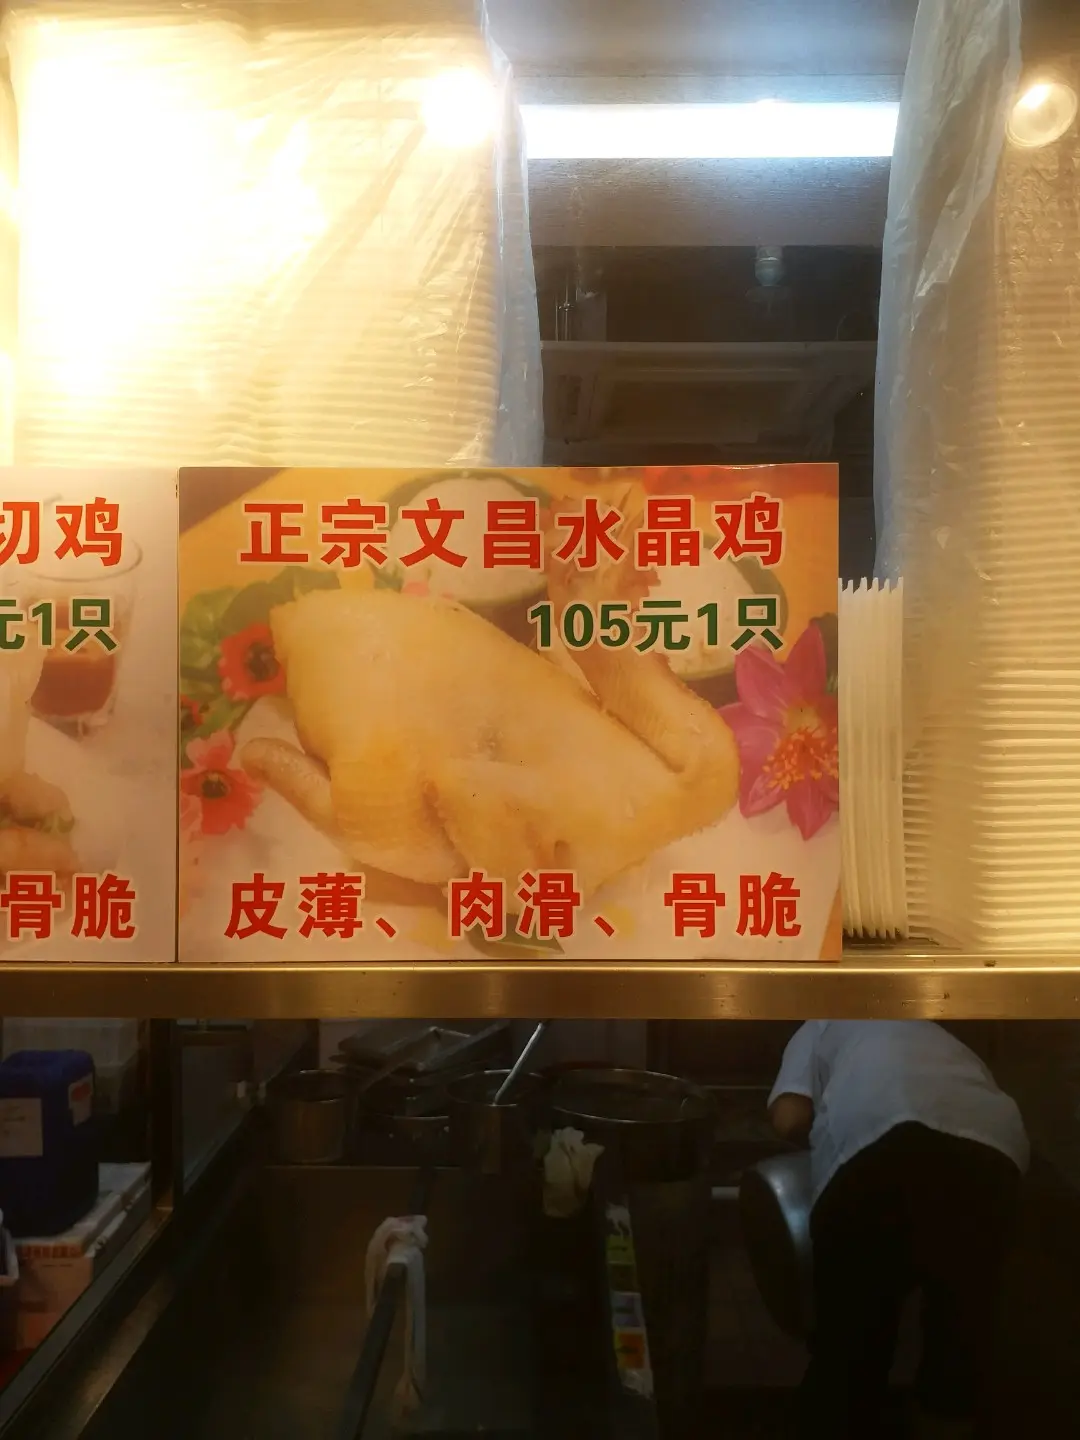 切鸡
元1只
骨脆
正宗文昌水晶鸡
105元1只
皮薄、肉滑、骨脆